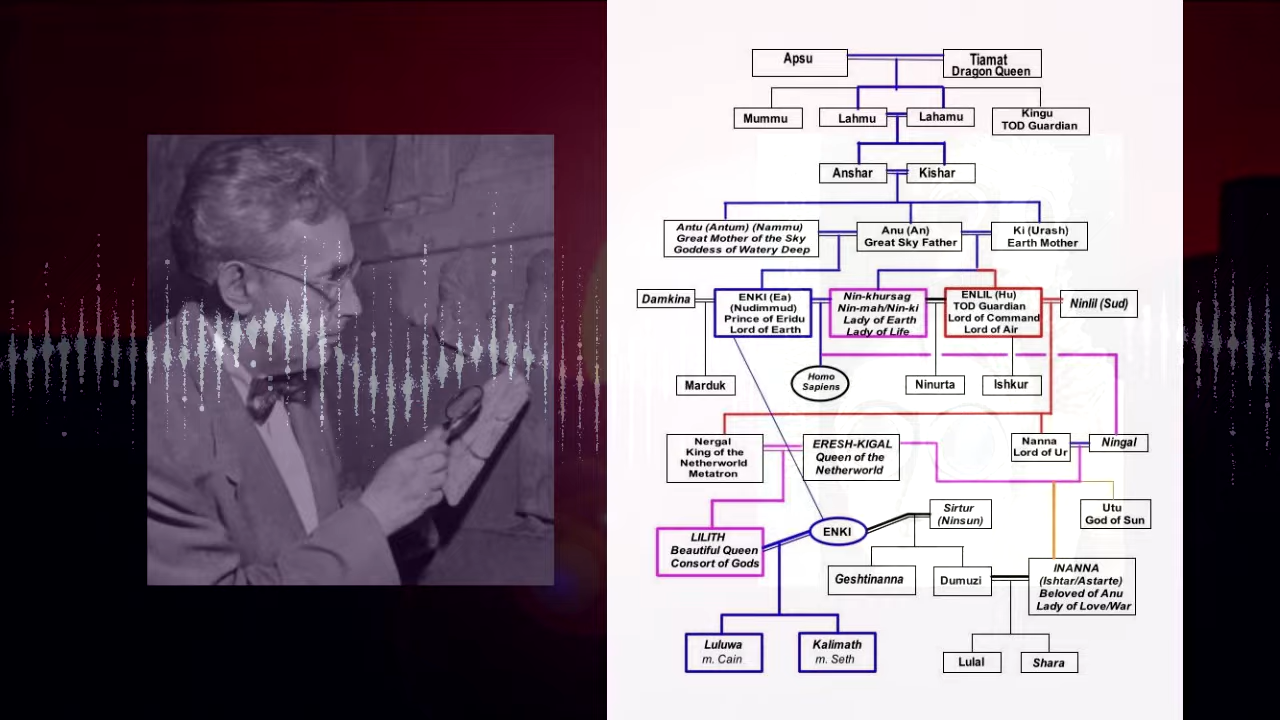 Apsu
Tiamat
Dragon Queen
Mummu
Lahmu
Lahamu
Kingu
TOD Guardian
Anshar
Kishar
Antu (Antum) (Nammu)
Great Mother of the Sky
Goddess of Watery Deep
Anu (An)
Great Sky Father
Ki (Urash)
Earth Mother
Damkina
ENKI (Ea)
(Nudimmud)
Prince of Eridu
Lord of Earth
Nin-khursag
Nin-mah/Nin-ki
Lady of Earth
Lady of Life
ENLIL (Hu)
TOD Guardian
Lord of Command
Lord of Air
Ninlil (Sud)
Marduk
Homo
Sapiens
Ninurta
Ishkur
Nergal
King of the
Netherworld
Metatron
ERESH-KIGAL
Queen of the
Netherworld
Nanna
Lord of Ur
Ningal
LILITH
Beautiful Queen
Consort of Gods
ENKI
Sirtur
(Ninsun)
Utu
God of Sun
Geshtinanna
Dumuzi
INANNA
(Ishtar/Astarte)
Beloved of Anu
Lady of Love/War
Luluwa
m. Cain
Kalimath
m. Seth
Lulal
Shara